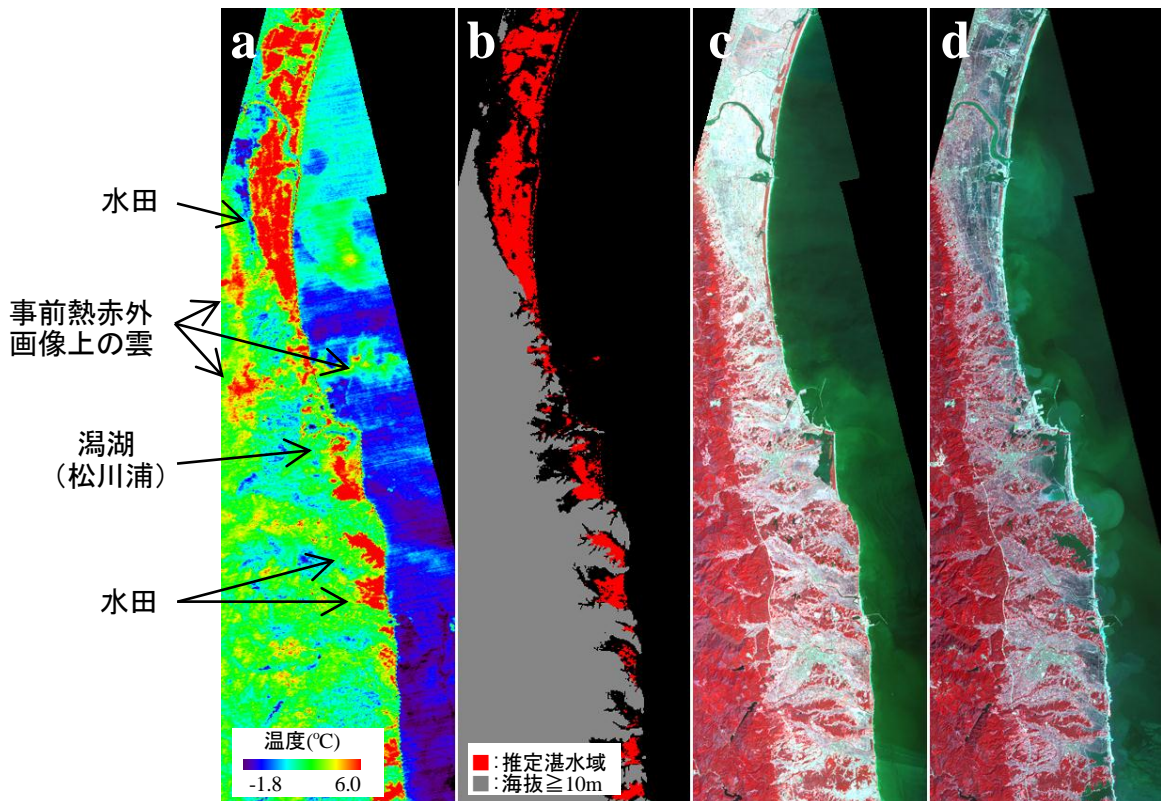 a
b
c
d
水田
事前熱赤外
画像上の雲
潟湖
（松川浦）
水田
温度(℃)
-1.8
6.0
：推定湛水域
：海抜≧10m